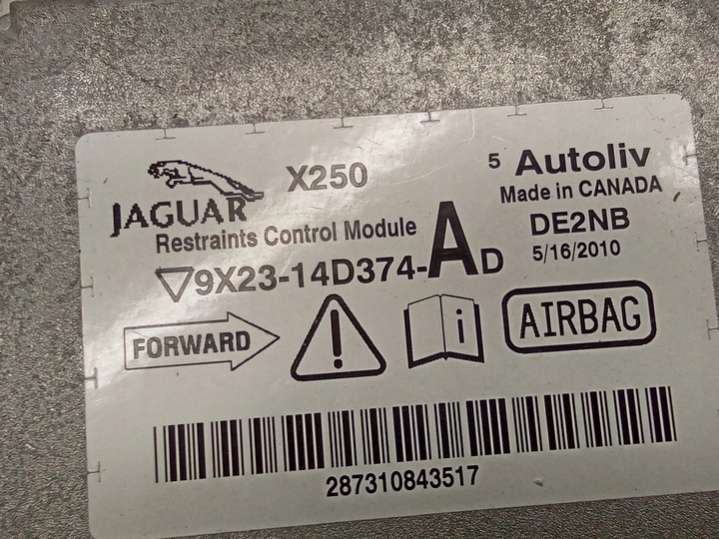 JAGUAR
X250
5 Autoliv
Made in CANADA
Restraints Control Module
DE2NB
9X23-14D374-AD
5/16/2010
FORWARD
i
AIRBAG
287310843517